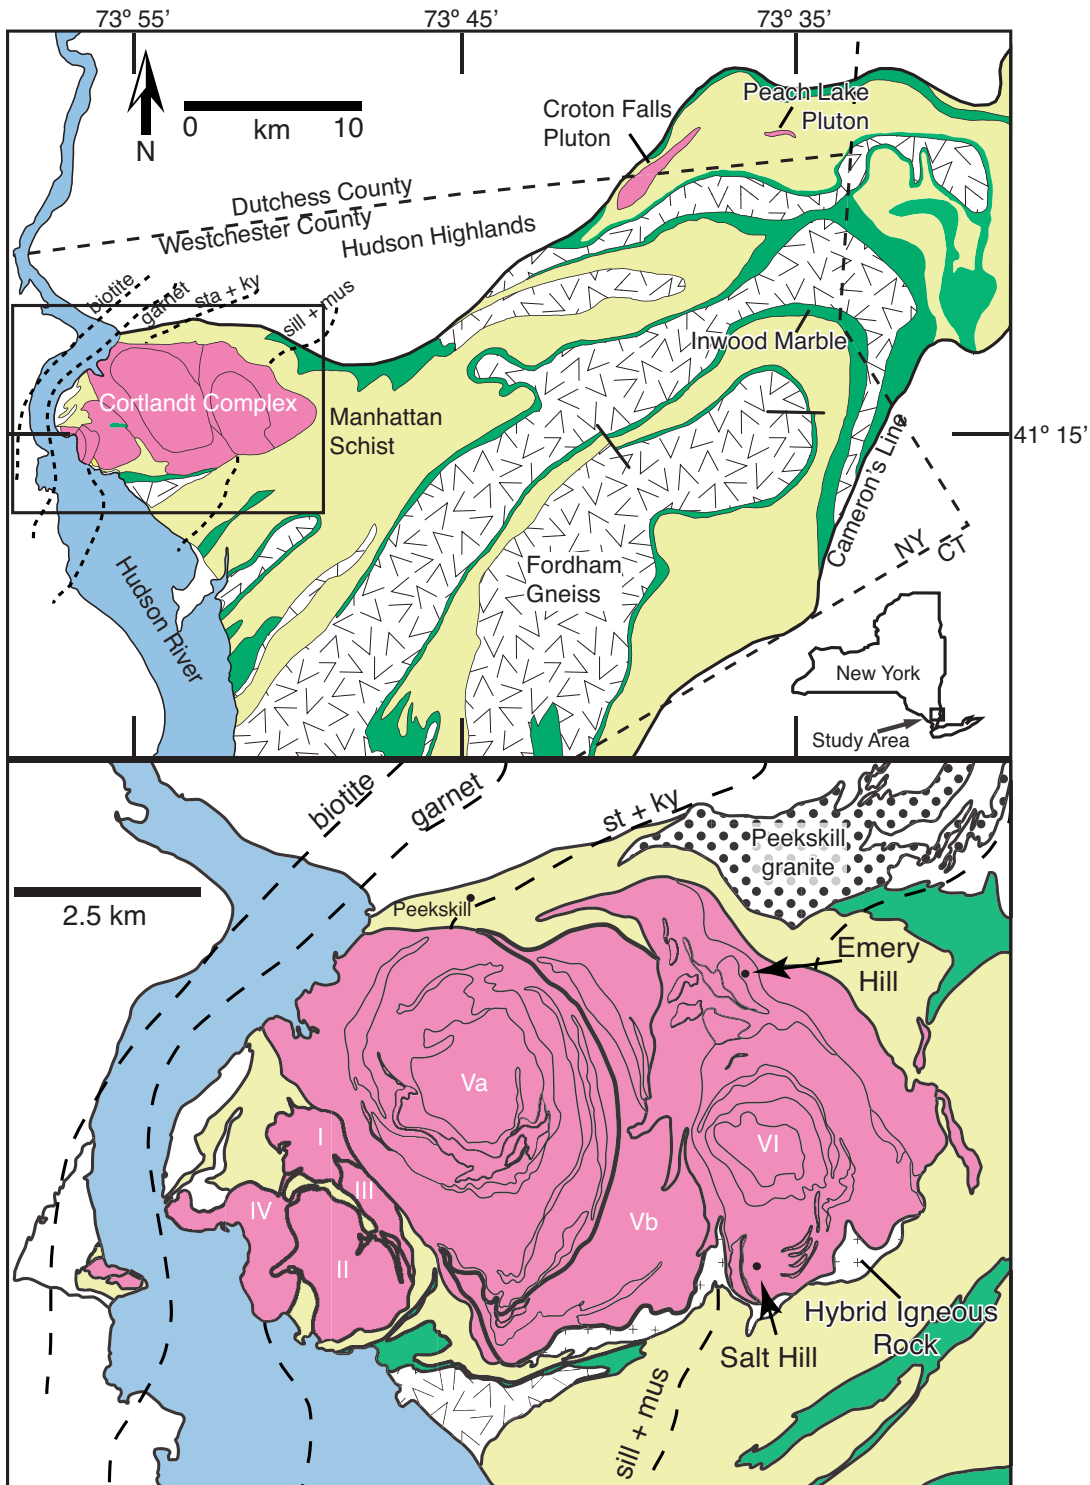 73° 55'
73° 45'
73° 35'
N
0 km 10
Croton Falls
Pluton
Peach Lake
Pluton
Dutchess County
Westchester County
Hudson Highlands
biotite
garnet
sta + ky
sill + mus
Inwood Marble
Cortlandt Complex
Manhattan
Schist
41° 15'
Cameron's Line
NY
CT
Hudson River
Fordham
Gneiss
New York
Study Area
biotite
garnet
st + ky
Peekskill
granite
2.5 km
Peekskill
Emery
Hill
Va
I
VI
III
IV
Vb
II
Hybrid Igneous
Rock
Salt Hill
sill + mus